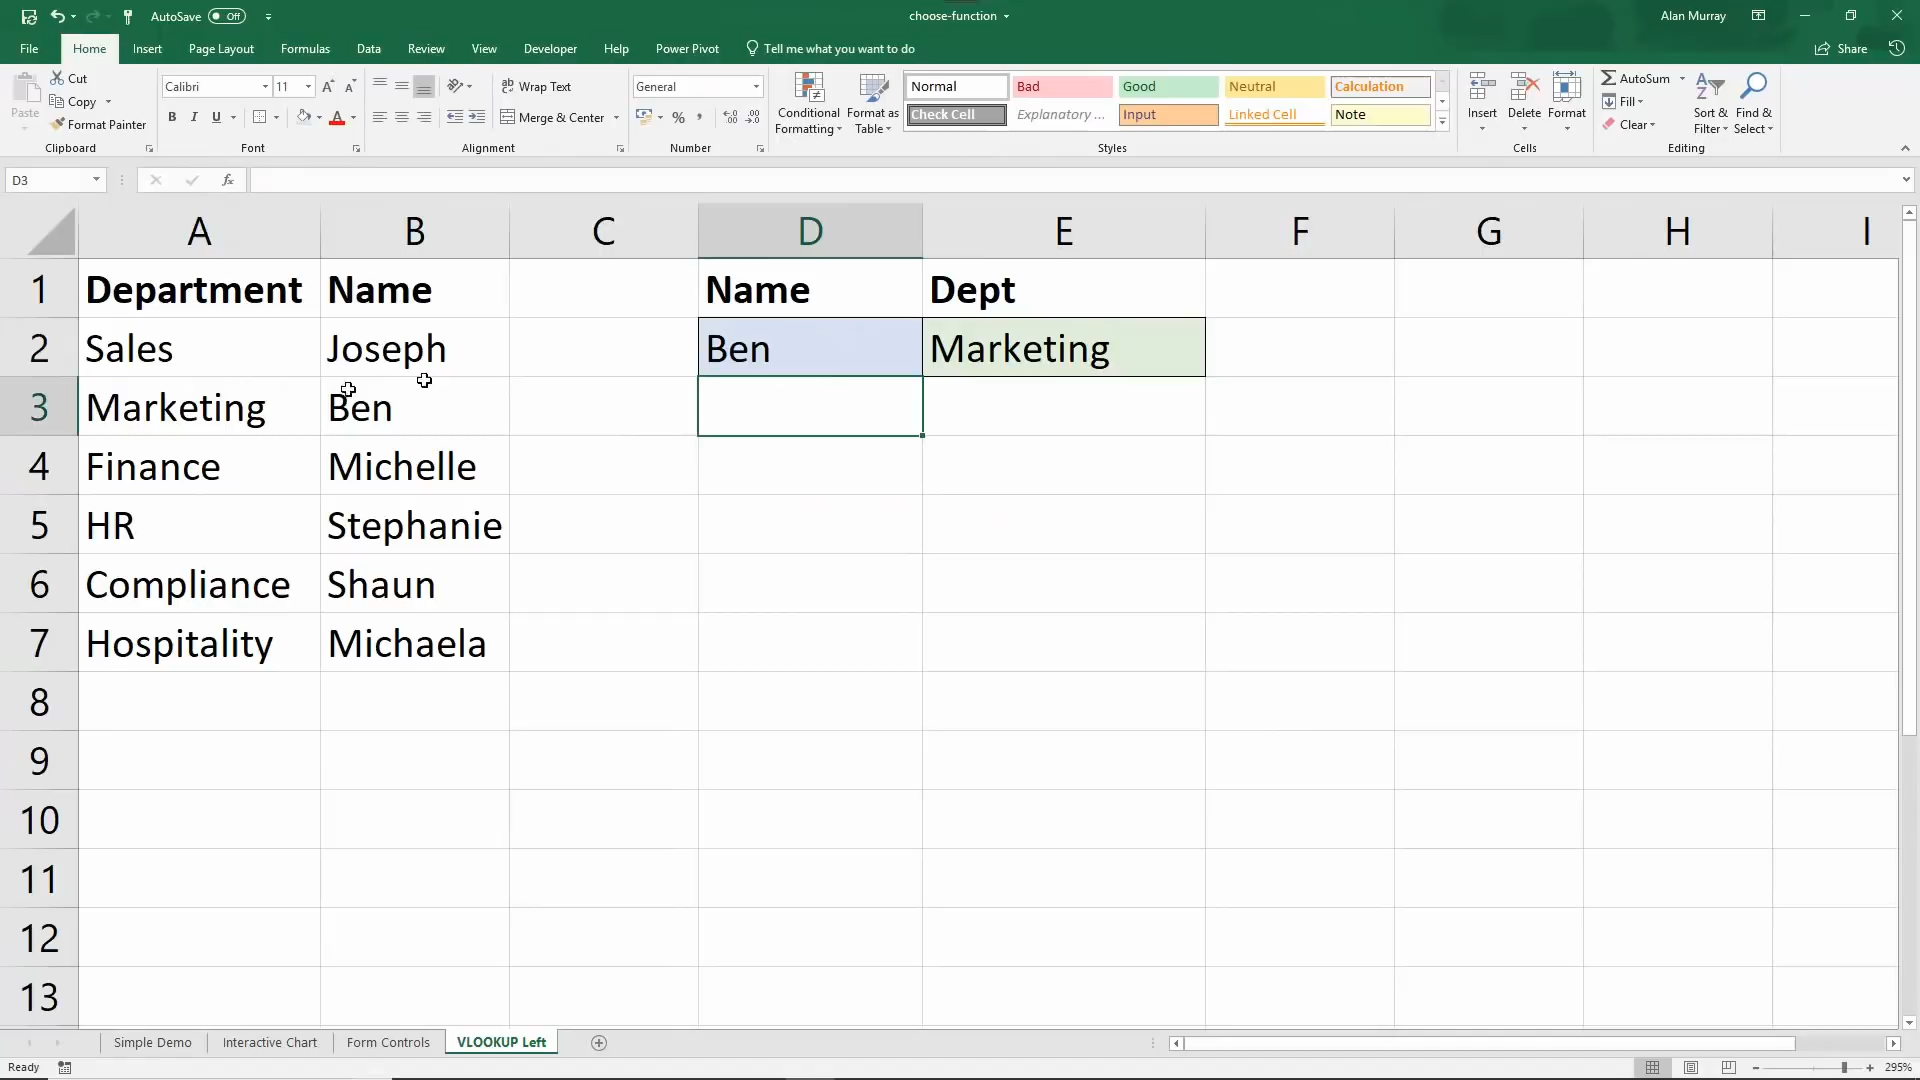 AutoSave Off
choose-function
Alan Murray
File Home Insert Page Layout Formulas Data Review View Developer Help Power Pivot Tell me what you want to do
Share
Paste
Cut
Copy
Format Painter
Clipboard
Calibri 11
B I U
Font
Wrap Text
Merge & Center
Alignment
General
Number
Conditional Formatting
Format as Table
Normal Bad Good Neutral Calculation
Check Cell Explanatory ... Input Linked Cell Note
Styles
Insert Delete Format
Cells
AutoSum
Fill
Clear
Sort & Filter
Find & Select
Editing
D3
fx
A B C D E F G H I
1 Department Name Name Dept
2 Sales Joseph Ben Marketing
3 Marketing Ben
4 Finance Michelle
5 HR Stephanie
6 Compliance Shaun
7 Hospitality Michaela
8
9
10
11
12
13
Simple Demo Interactive Chart Form Controls VLOOKUP Left
Ready
295%